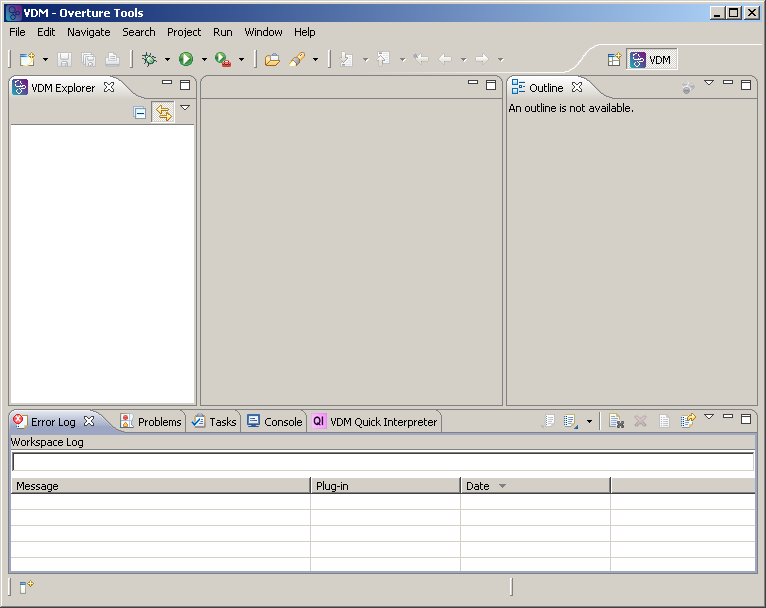 VDM - Overture Tools
File Edit Navigate Search Project Run Window Help
VDM
VDM Explorer
Outline
An outline is not available.
Error Log Problems Tasks Console QI VDM Quick Interpreter
Workspace Log
Message Plug-in Date